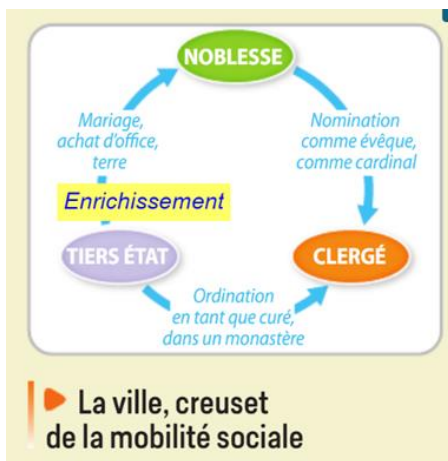 NOBLESSE
Mariage,
achat d'office,
terre
Nomination
comme évêque,
comme cardinal
Enrichissement
TIERS ÉTAT
CLERGÉ
Ordination
en tant que curé,
dans un monastère
La ville, creuset
de la mobilité sociale